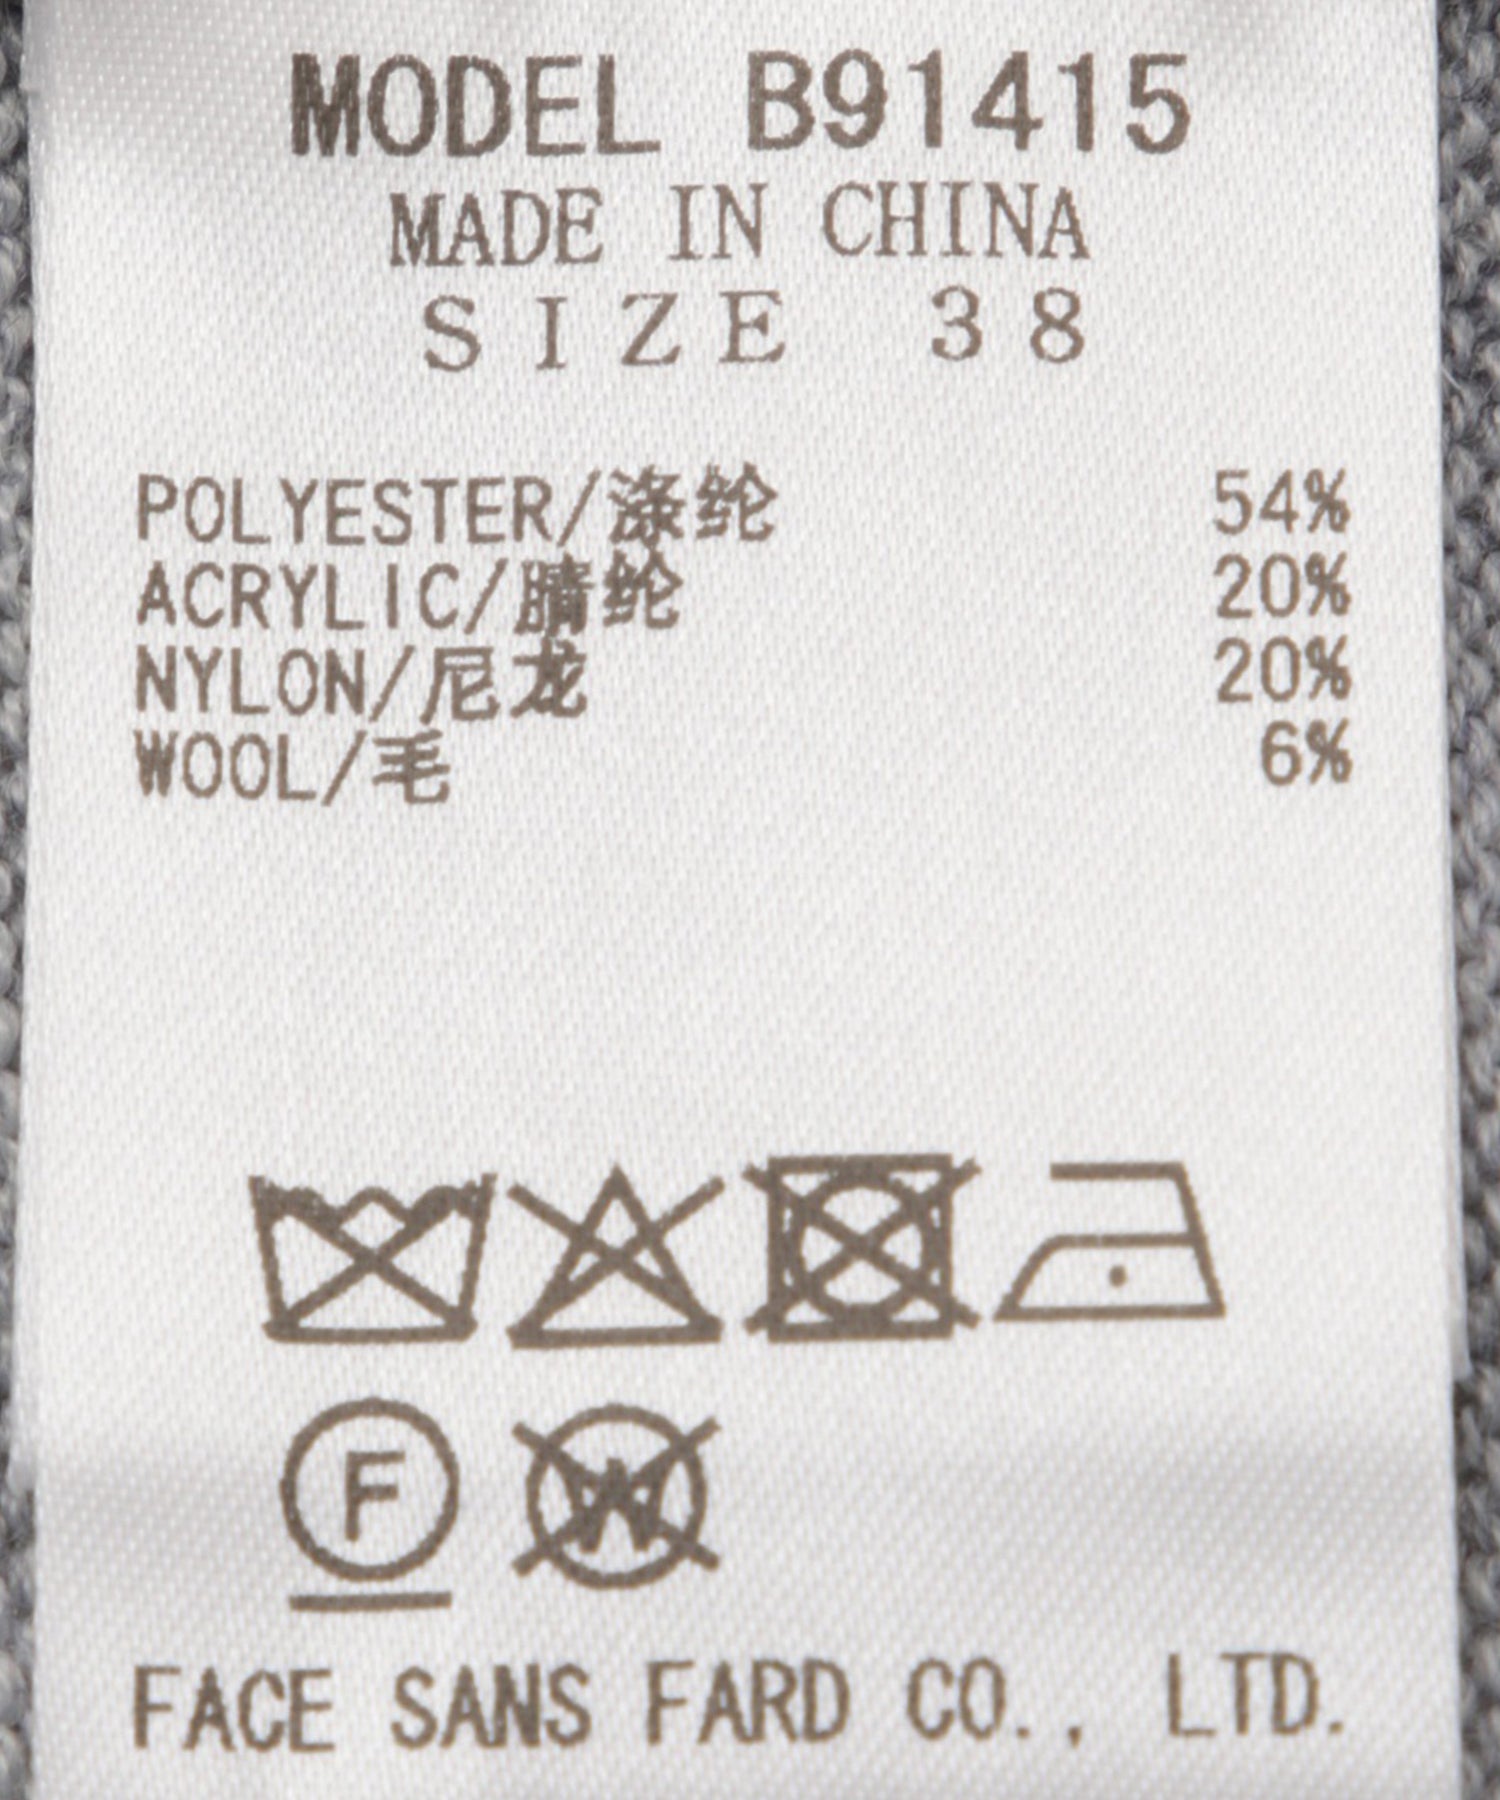 MODEL B91415
MADE IN CHINA
SIZE 38
POLYESTER/涤纶 54%
ACRYLIC/腈纶 20%
NYLON/尼龙 20%
WOOL/毛 6%
F W
FACE SANS FARD CO., LTD.